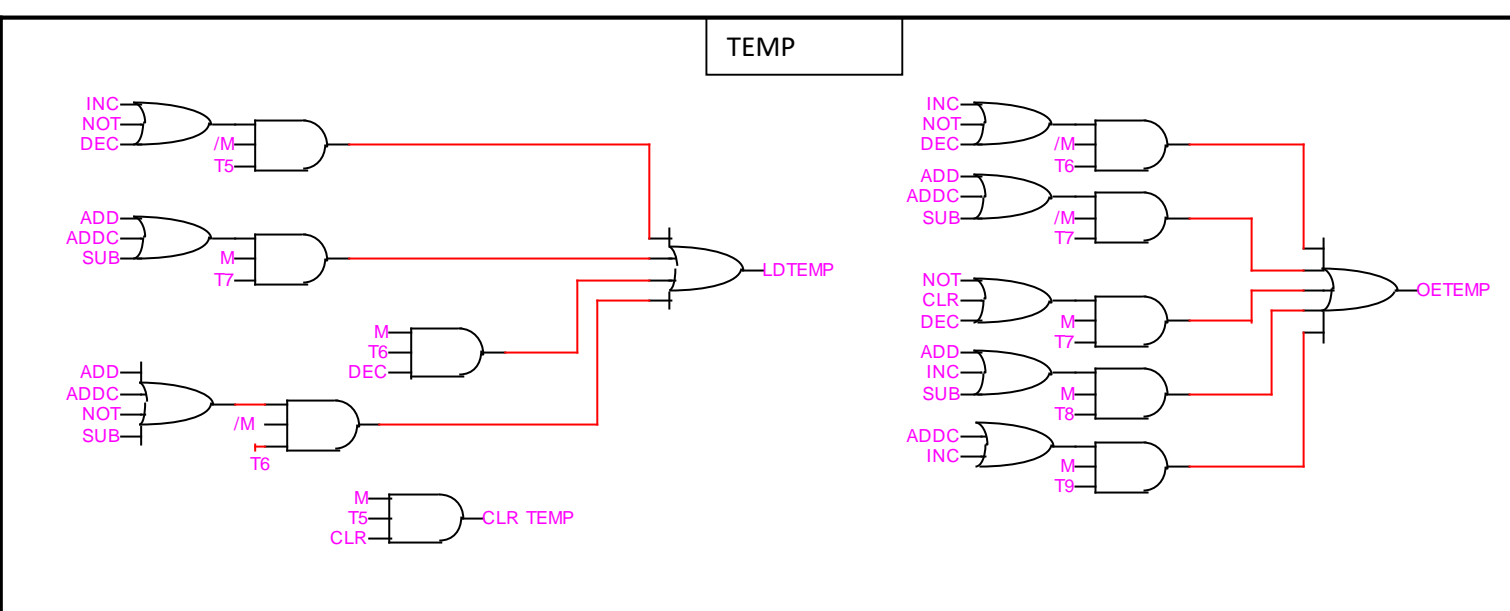 TEMP
INC
NOT
DEC
/M
T5
ADD
ADDC
SUB
M
T7
M
T6
DEC
ADD
ADDC
NOT
SUB
/M
T6
LDTEMP
M
T5
CLR
CLR TEMP
INC
NOT
DEC
/M
T6
ADD
ADDC
SUB
/M
T7
NOT
CLR
DEC
M
T7
ADD
INC
SUB
M
T8
ADDC
INC
M
T9
OETEMP